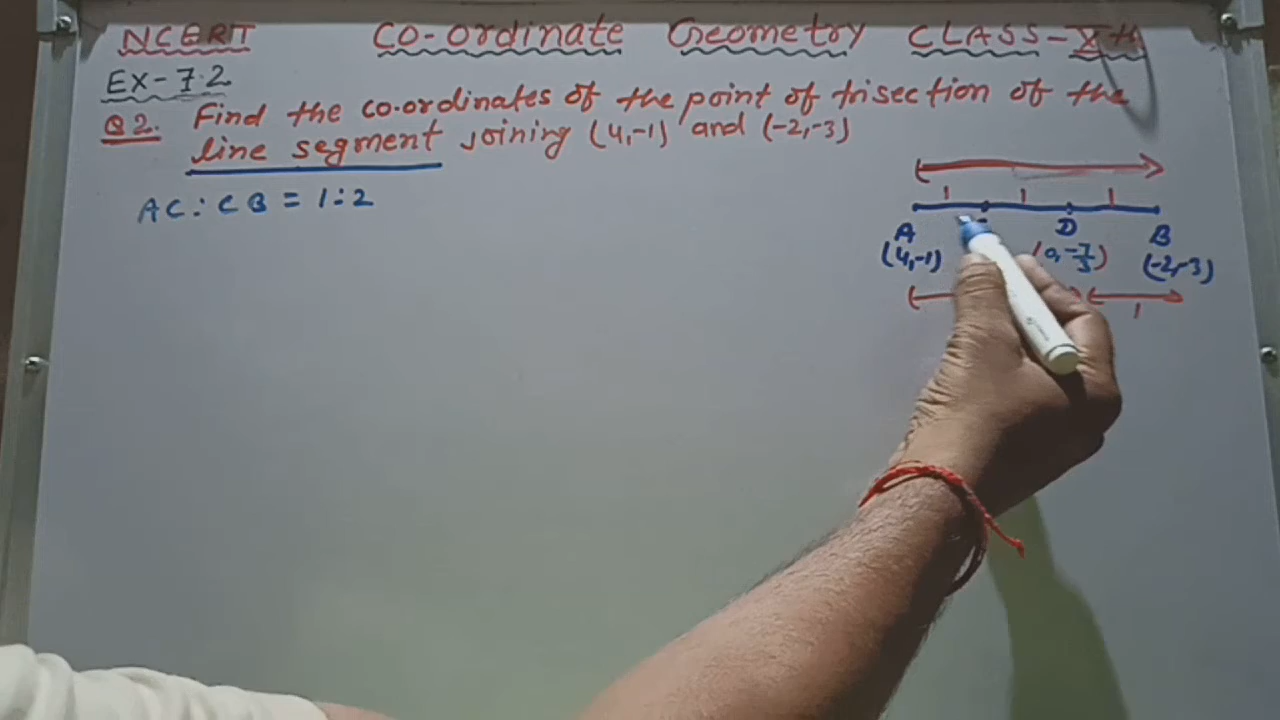 NCERT CO-ordinate Geometry CLASS-Xth
EX-7.2
Q2. Find the co-ordinates of the point of trisection of the
line segment joining (4,-1) and (-2,-3)
AC:CB = 1:2
1 1 1
A D B
(4,-1) (0,-7/3) (-2,-3)
1